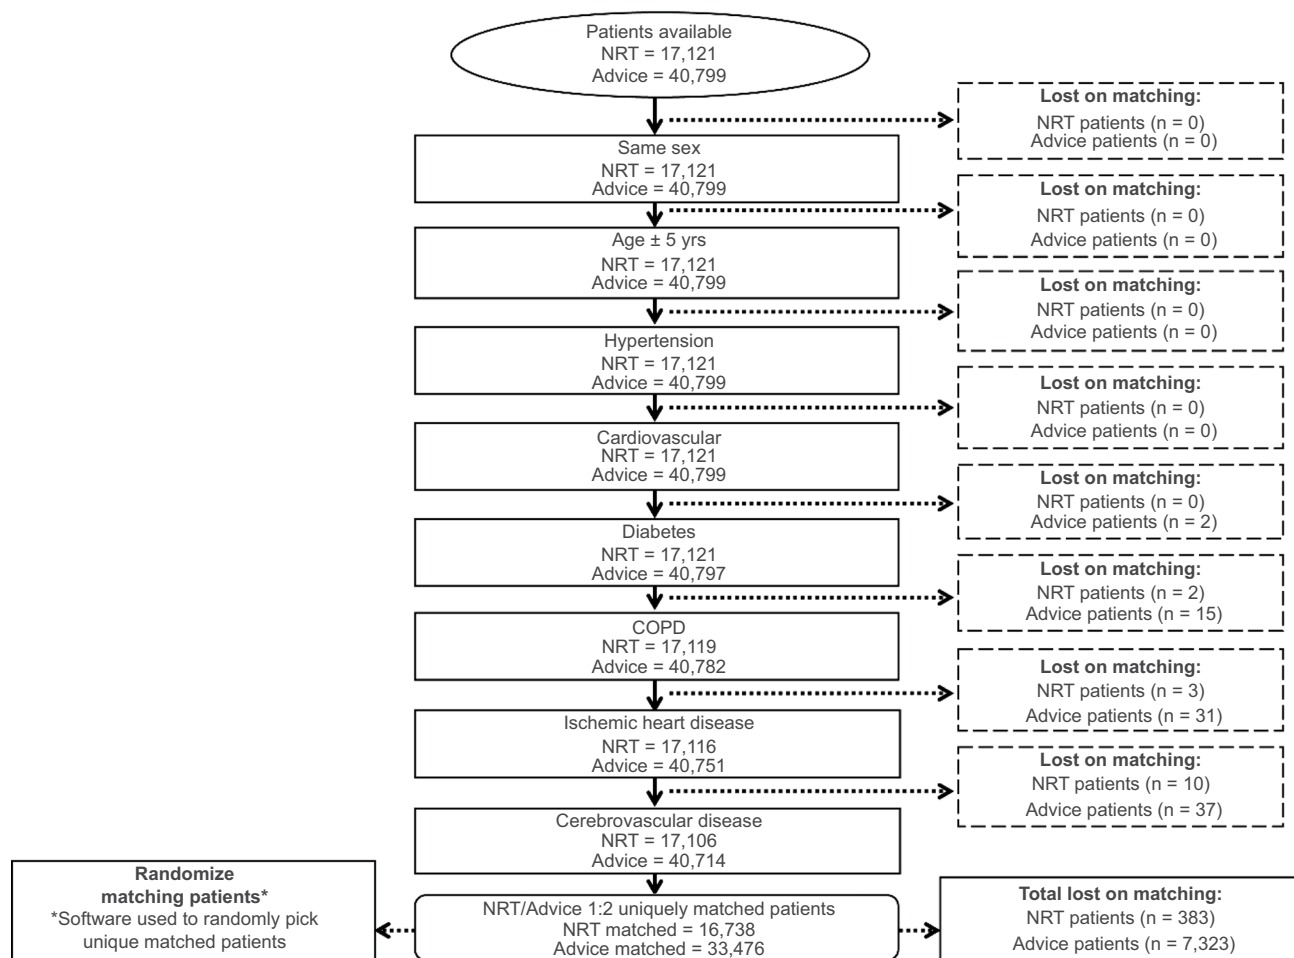 Patients available
NRT = 17,121
Advice = 40,799
Lost on matching:
NRT patients (n = 0)
Advice patients (n = 0)
Same sex
NRT = 17,121
Advice = 40,799
Lost on matching:
NRT patients (n = 0)
Advice patients (n = 0)
Age ± 5 yrs
NRT = 17,121
Advice = 40,799
Lost on matching:
NRT patients (n = 0)
Advice patients (n = 0)
Hypertension
NRT = 17,121
Advice = 40,799
Lost on matching:
NRT patients (n = 0)
Advice patients (n = 0)
Cardiovascular
NRT = 17,121
Advice = 40,799
Lost on matching:
NRT patients (n = 0)
Advice patients (n = 2)
Diabetes
NRT = 17,121
Advice = 40,797
Lost on matching:
NRT patients (n = 2)
Advice patients (n = 15)
COPD
NRT = 17,119
Advice = 40,782
Lost on matching:
NRT patients (n = 3)
Advice patients (n = 31)
Ischemic heart disease
NRT = 17,116
Advice = 40,751
Lost on matching:
NRT patients (n = 10)
Advice patients (n = 37)
Cerebrovascular disease
NRT = 17,106
Advice = 40,714
Randomize
matching patients*
*Software used to randomly pick
unique matched patients
NRT/Advice 1:2 uniquely matched patients
NRT matched = 16,738
Advice matched = 33,476
Total lost on matching:
NRT patients (n = 383)
Advice patients (n = 7,323)